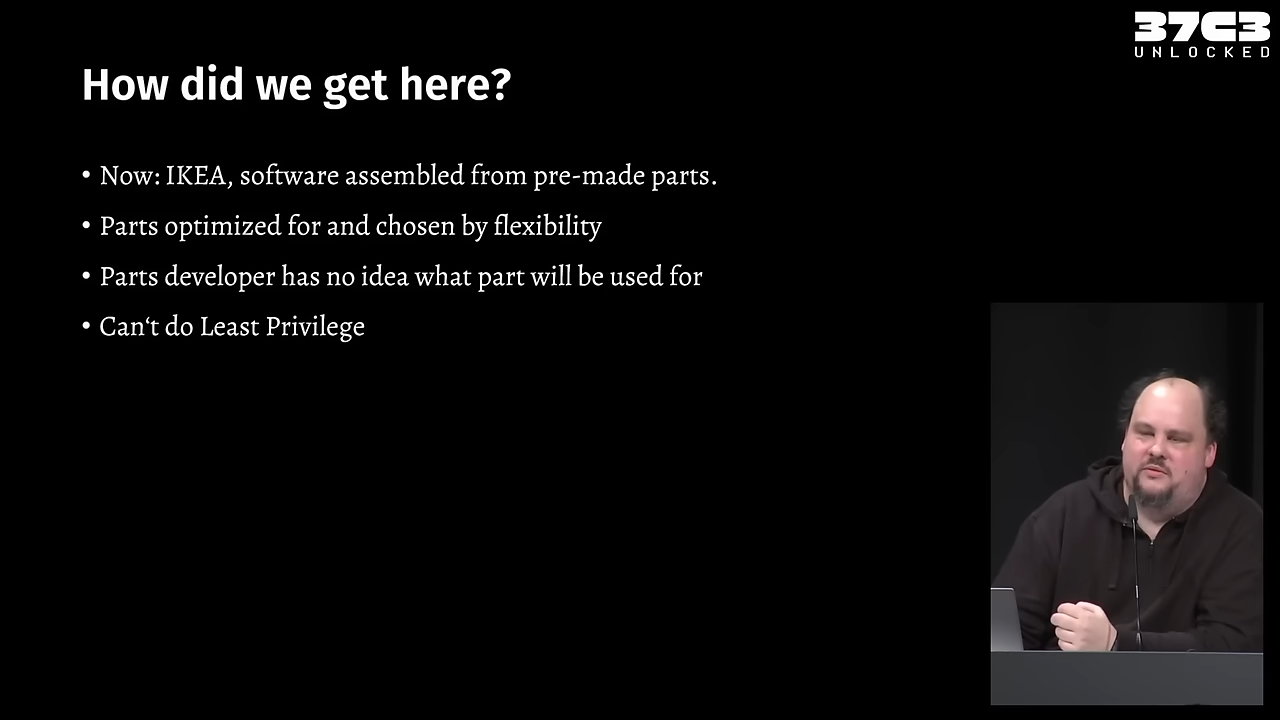 37C3
UNLOCKED
How did we get here?
• Now: IKEA, software assembled from pre-made parts.
• Parts optimized for and chosen by flexibility
• Parts developer has no idea what part will be used for
• Can‘t do Least Privilege